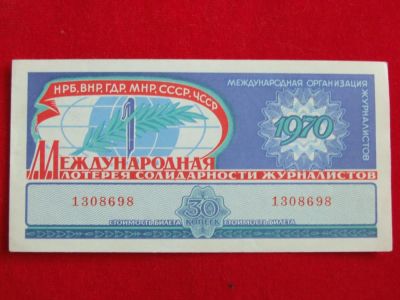 НРБ, ВНР, ГДР, МНР, СССР, ЧССР
МЕЖДУНАРОДНАЯ ОРГАНИЗАЦИЯ
ЖУРНАЛИСТОВ
1
1970
МЕЖДУНАРОДНАЯ
ЛОТЕРЕЯ СОЛИДАРНОСТИ ЖУРНАЛИСТОВ
1308698 30 1308698
СТОИМОСТЬ БИЛЕТА КОПЕЕК СТОИМОСТЬ БИЛЕТА